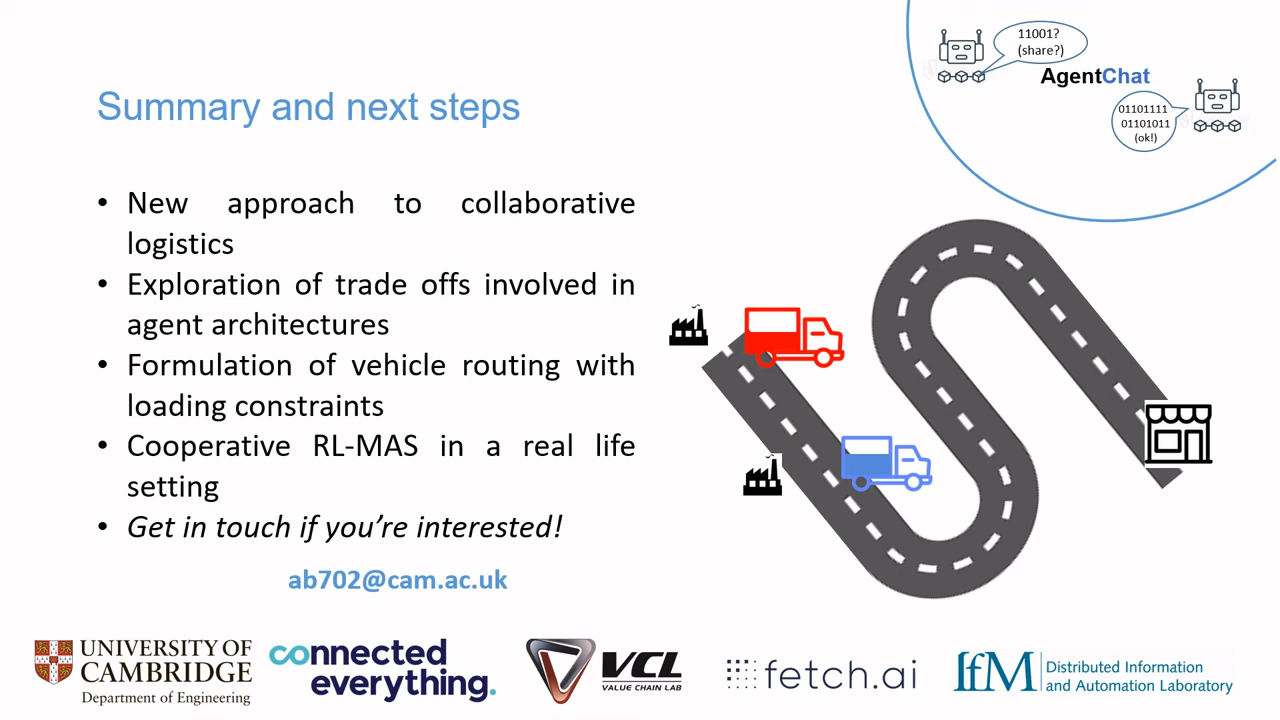 11001?
(share?)
AgentChat
01101111
01101011
(ok!)
Summary and next steps
• New approach to collaborative
logistics
• Exploration of trade offs involved in
agent architectures
• Formulation of vehicle routing with
loading constraints
• Cooperative RL-MAS in a real life
setting
• Get in touch if you’re interested!
ab702@cam.ac.uk
UNIVERSITY OF
CAMBRIDGE
Department of Engineering
connected
everything.
VCL
VALUE CHAIN LAB
fetch.ai
IfM
Distributed Information
and Automation Laboratory